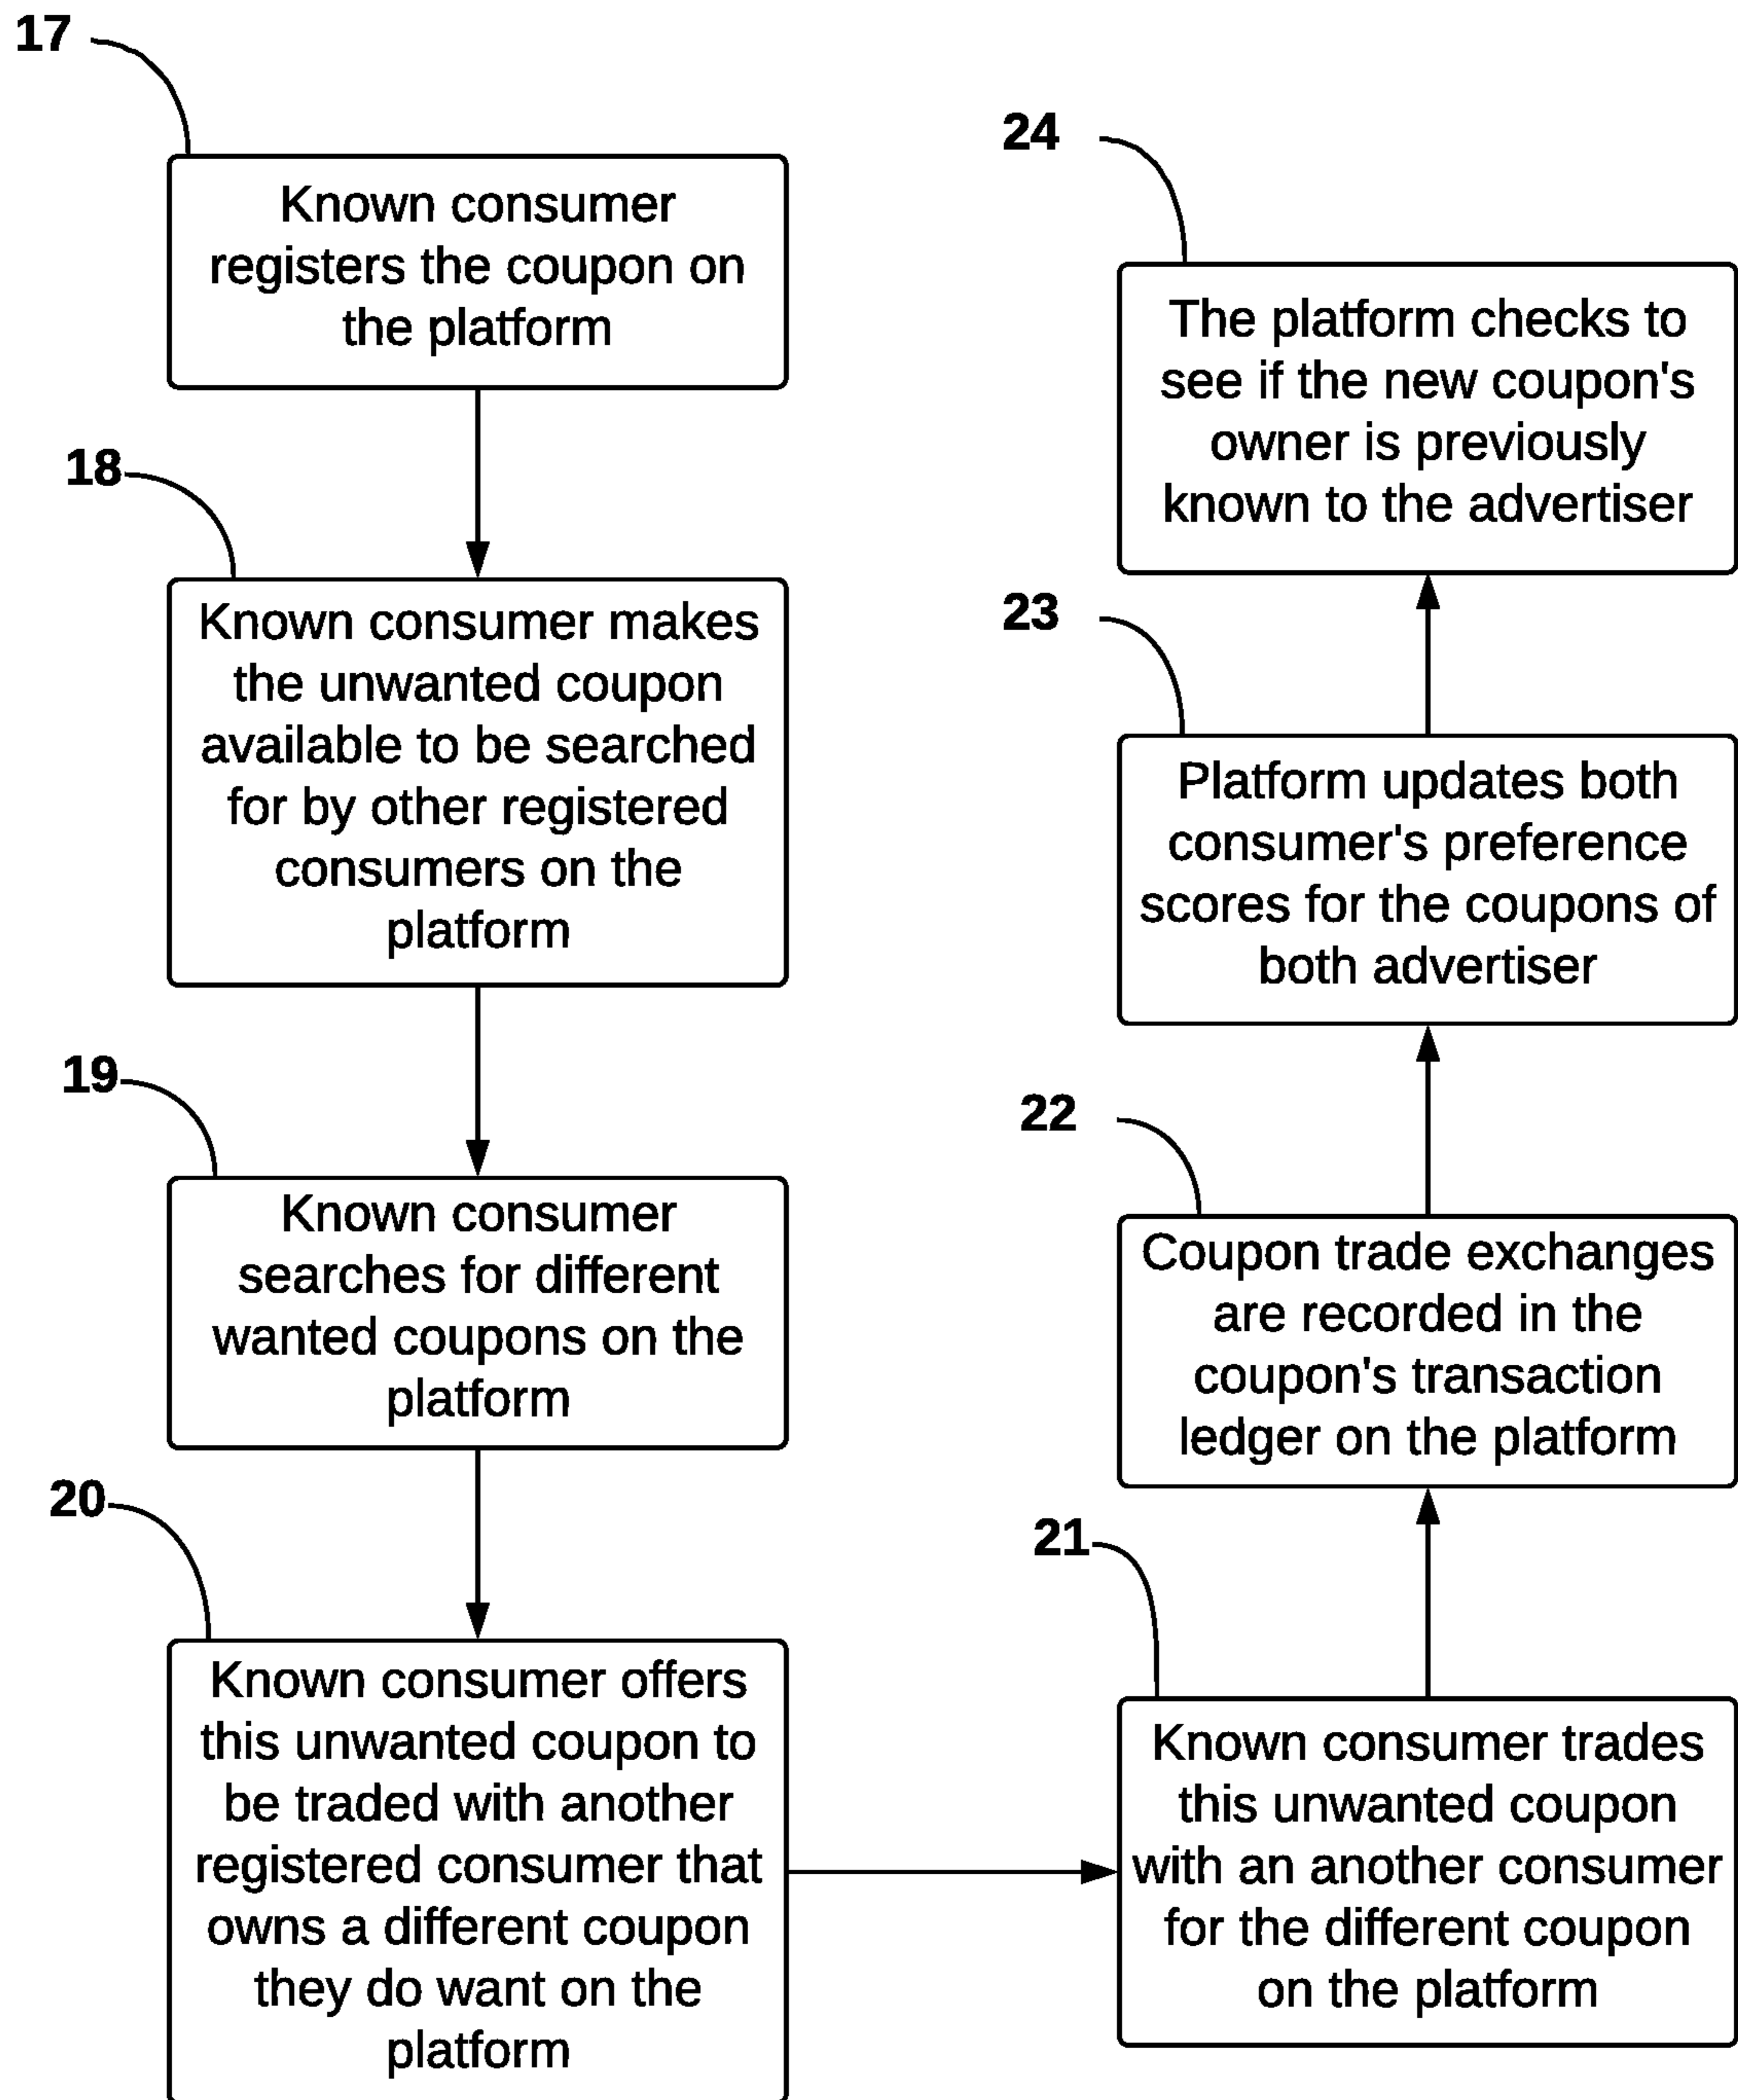 17
Known consumer
registers the coupon on
the platform
18
Known consumer makes
the unwanted coupon
available to be searched
for by other registered
consumers on the
platform
19
Known consumer
searches for different
wanted coupons on the
platform
20
Known consumer offers
this unwanted coupon to
be traded with another
registered consumer that
owns a different coupon
they do want on the
platform
21
Known consumer trades
this unwanted coupon
with an another consumer
for the different coupon
on the platform
22
Coupon trade exchanges
are recorded in the
coupon's transaction
ledger on the platform
23
Platform updates both
consumer's preference
scores for the coupons of
both advertiser
24
The platform checks to
see if the new coupon's
owner is previously
known to the advertiser